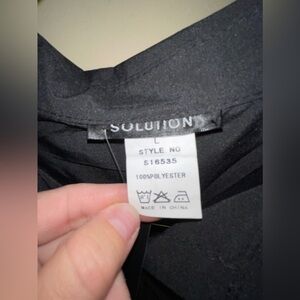 SOLUTION
L
STYLE NO
S16535
100%POLYESTER
MADE IN CHINA